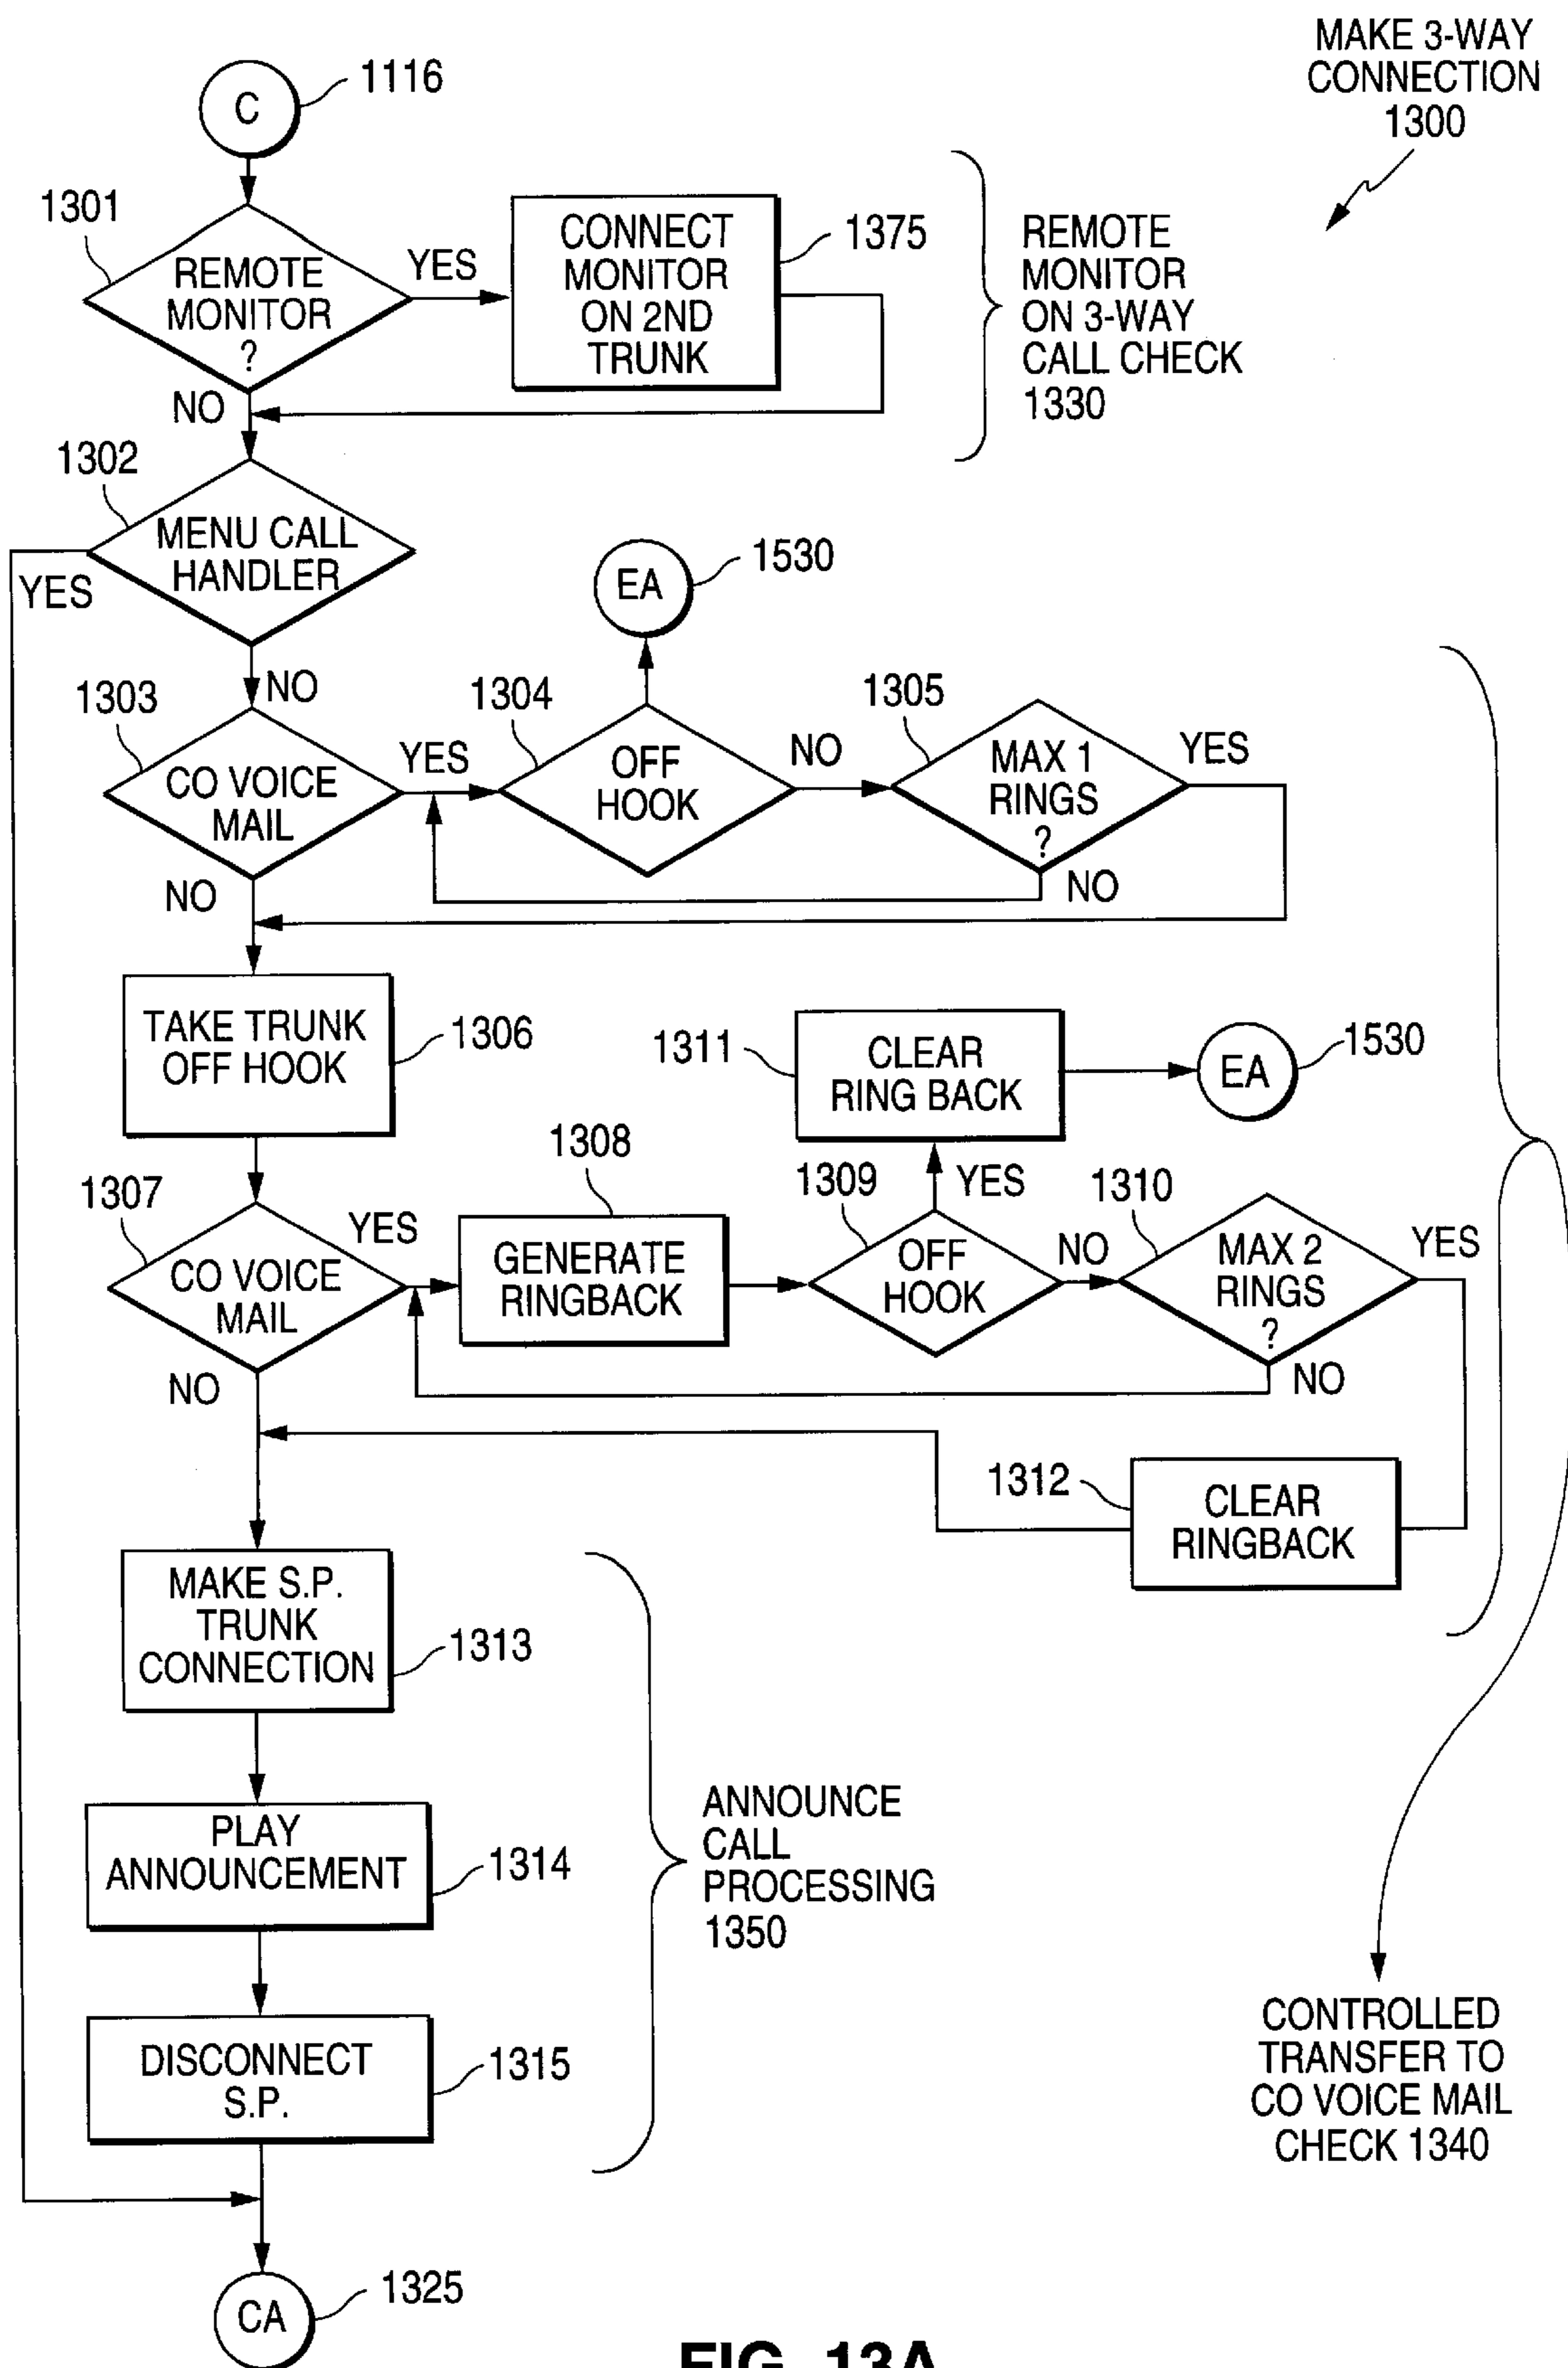 MAKE 3-WAY
CONNECTION
1300
C
1116
1301
REMOTE
MONITOR
?
YES
NO
CONNECT
MONITOR
ON 2ND
TRUNK
1375
REMOTE
MONITOR
ON 3-WAY
CALL CHECK
1330
1302
MENU CALL
HANDLER
YES
NO
EA
1530
1303
CO VOICE
MAIL
YES
NO
1304
OFF
HOOK
NO
1305
MAX 1
RINGS
?
YES
NO
TAKE TRUNK
OFF HOOK
1306
1311
CLEAR
RING BACK
EA
1530
1307
CO VOICE
MAIL
YES
NO
1308
GENERATE
RINGBACK
1309
OFF
HOOK
YES
NO
1310
MAX 2
RINGS
?
YES
NO
1312
CLEAR
RINGBACK
MAKE S.P.
TRUNK
CONNECTION
1313
PLAY
ANNOUNCEMENT
1314
ANNOUNCE
CALL
PROCESSING
1350
DISCONNECT
S.P.
1315
CONTROLLED
TRANSFER TO
CO VOICE MAIL
CHECK 1340
CA
1325
FIG. 13A